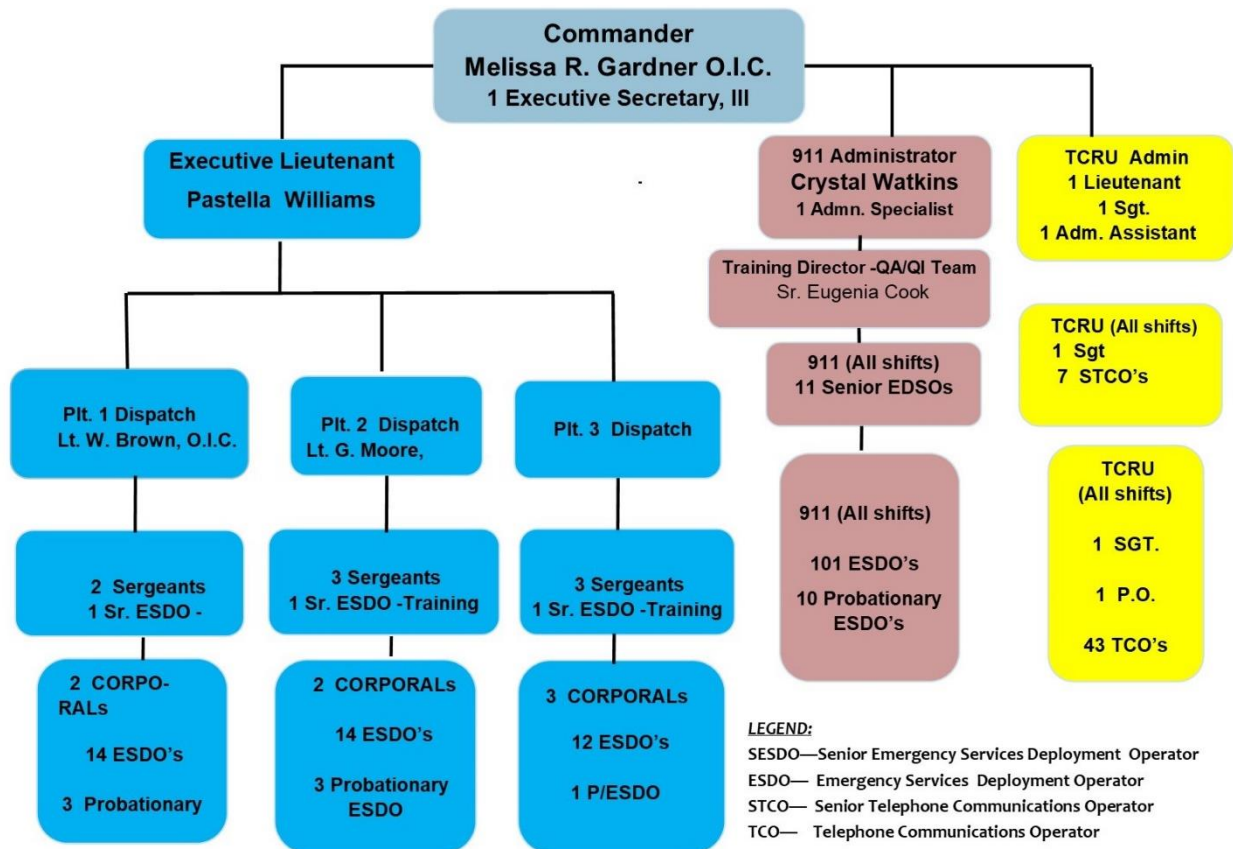 Commander
Melissa R. Gardner O.I.C.
1 Executive Secretary, III
Executive Lieutenant
Pastella Williams
911 Administrator
Crystal Watkins
1 Admn. Specialist
TCRU Admin
1 Lieutenant
1 Sgt.
1 Adm. Assistant
-
Training Director -QA/QI Team
Sr. Eugenia Cook
TCRU (All shifts)
1 Sgt
7 STCO's
911 (All shifts)
11 Senior EDSOs
Plt. 1 Dispatch
Lt. W. Brown, O.I.C.
Plt. 2 Dispatch
Lt. G. Moore,
Plt. 3 Dispatch
911 (All shifts)
101 ESDO's
10 Probationary
ESDO's
TCRU
(All shifts)
1 SGT.
1 P.O.
43 TCO's
2 Sergeants
1 Sr. ESDO -
3 Sergeants
1 Sr. ESDO -Training
3 Sergeants
1 Sr. ESDO -Training
2 CORPO-
RALs
14 ESDO's
3 Probationary
2 CORPORALs
14 ESDO's
3 Probationary
ESDO
3 CORPORALs
12 ESDO's
1 P/ESDO
LEGEND:
SESDO—Senior Emergency Services Deployment Operator
ESDO— Emergency Services Deployment Operator
STCO— Senior Telephone Communications Operator
TCO— Telephone Communications Operator